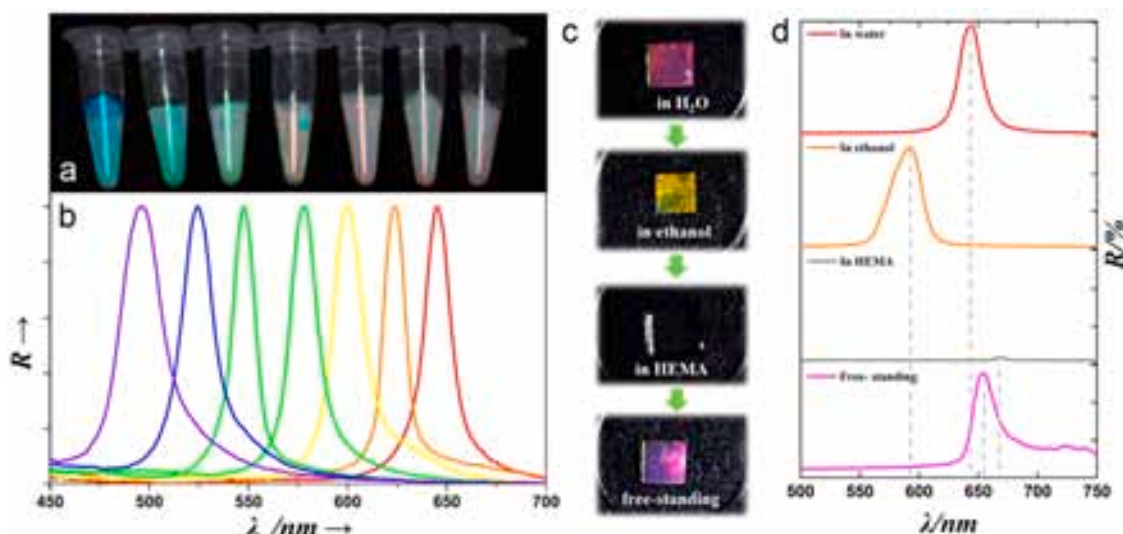 a
b
R →
450 500 550 600 650 700
λ /nm →
c
in H₂O
in ethanol
in HEMA
free-standing
d
In water
In ethanol
In HEMA
Free- standing
R/%
500 550 600 650 700 750
λ/nm